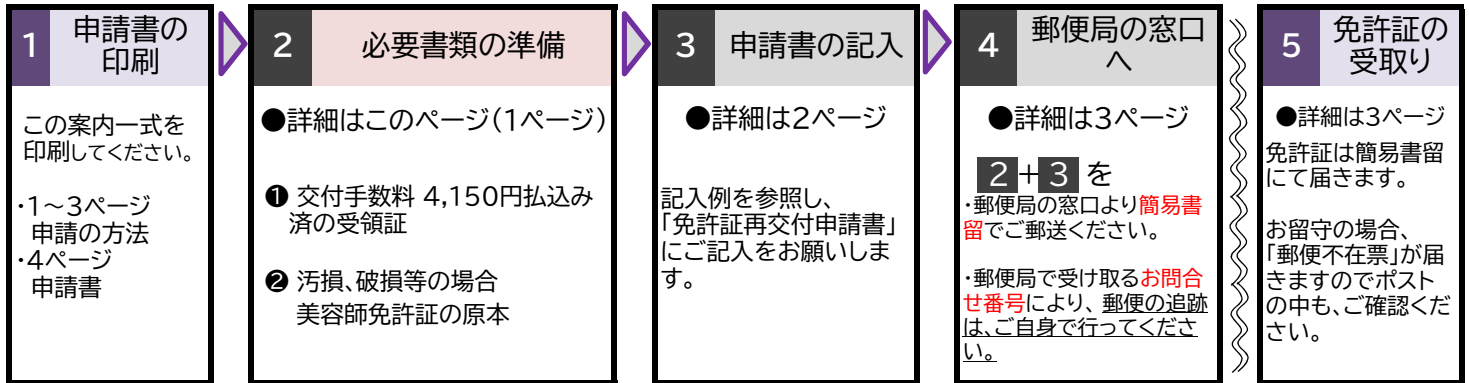 1
申請書の
印刷
この案内一式を
印刷してください。
・1～3ページ
申請の方法
・4ページ
申請書
2
必要書類の準備
●詳細はこのページ(1ページ)
❶ 交付手数料 4,150円払込み
済の受領証
❷ 汚損、破損等の場合
美容師免許証の原本
3
申請書の記入
●詳細は2ページ
記入例を参照し、
「免許証再交付申請書」
にご記入をお願いしま
す。
4
郵便局の窓口
へ
●詳細は3ページ
2+3 を
・郵便局の窓口より簡易書
留でご郵送ください。
・郵便局で受け取るお問合
せ番号により、郵便の追跡
は、ご自身で行ってくださ
い。
5
免許証の
受取り
●詳細は3ページ
免許証は簡易書留
にて届きます。
お留守の場合、
「郵便不在票」が届
きますのでポスト
の中も、ご確認くだ
さい。